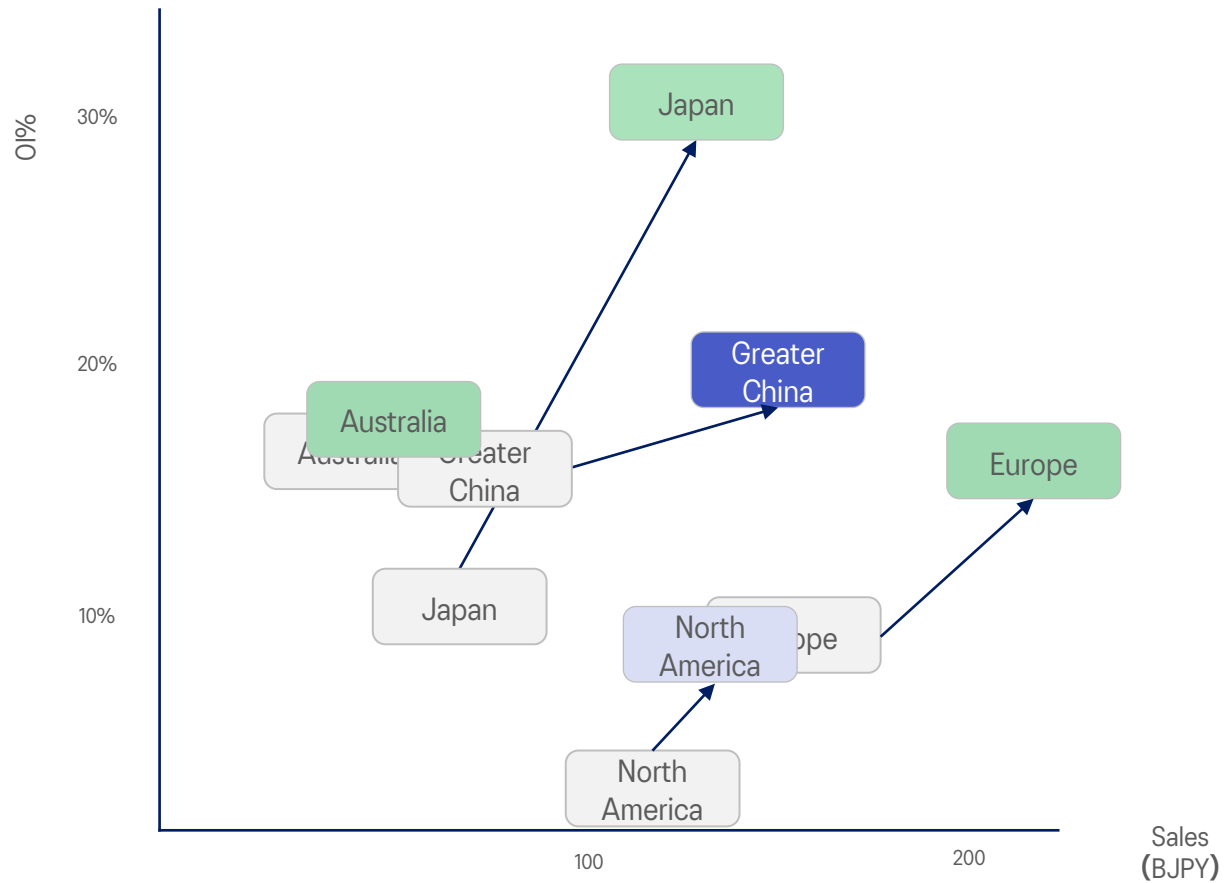 OI%
30%
20%
10%
Japan
Greater
China
Australia
Greater
China
Europe
Japan
North
America
North
America
100
200
Sales
(BJPY)